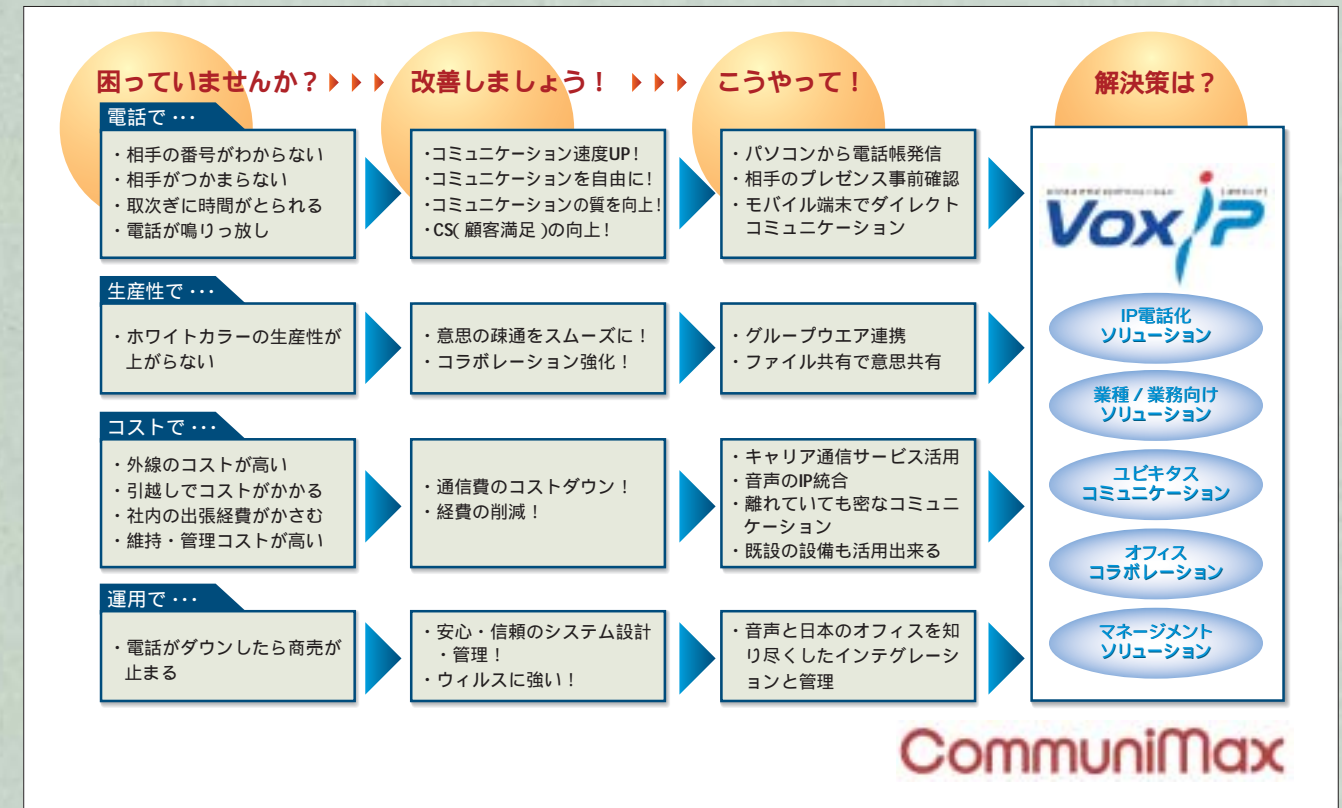 困っていませんか？
改善しましょう！
こうやって！
解決策は？
電話で・・・
・相手の番号がわからない
・相手がつかまらない
・取次ぎに時間がとられる
・電話が鳴りっ放し
・コミュニケーション速度UP！
・コミュニケーションを自由に！
・コミュニケーションの質を向上！
・CS(顧客満足)の向上！
・パソコンから電話帳発信
・相手のプレゼンス事前確認
・モバイル端末でダイレクト
コミュニケーション
生産性で・・・
・ホワイトカラーの生産性が
上がらない
・意思の疎通をスムーズに！
・コラボレーション強化！
・グループウエア連携
・ファイル共有で意思共有
コストで・・・
・外線のコストが高い
・引越しでコストがかかる
・社内の出張経費がかさむ
・維持・管理コストが高い
・通信費のコストダウン！
・経費の削減！
・キャリア通信サービス活用
・音声のIP統合
・離れていても密なコミュニ
ケーション
・既設の設備も活用出来る
運用で・・・
・電話がダウンしたら商売が
止まる
・安心・信頼のシステム設計
・管理！
・ウィルスに強い！
・音声と日本のオフィスを知
り尽くしたインテグレーシ
ョンと管理
VoxIP
IP電話化
ソリューション
業種／業務向け
ソリューション
ユビキタス
コミュニケーション
オフィス
コラボレーション
マネージメント
ソリューション
CommuniMax